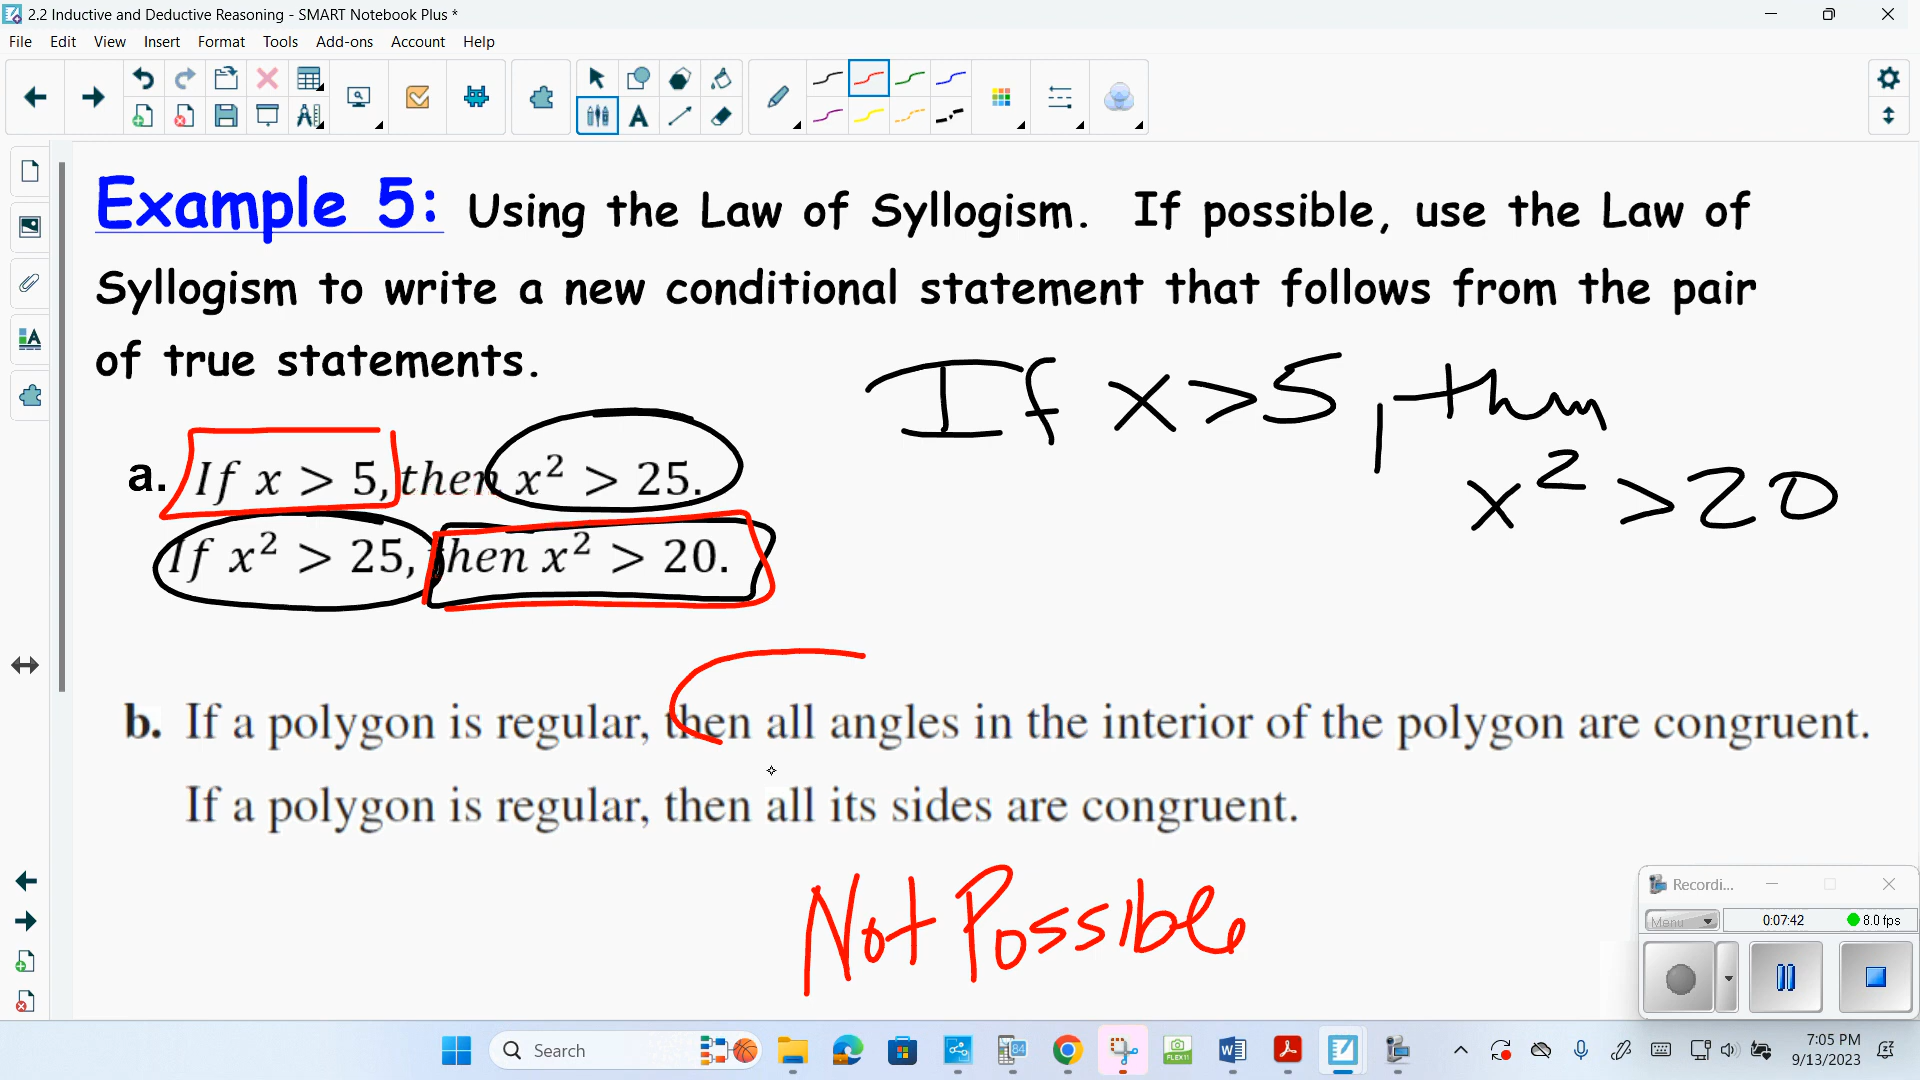 2.2 Inductive and Deductive Reasoning - SMART Notebook Plus *
File Edit View Insert Format Tools Add-ons Account Help
Example 5: Using the Law of Syllogism. If possible, use the Law of
Syllogism to write a new conditional statement that follows from the pair
of true statements.
If x > 5, then
x² > 20
a. If x > 5, then x² > 25.
If x² > 25, then x² > 20.
b. If a polygon is regular, then all angles in the interior of the polygon are congruent.
If a polygon is regular, then all its sides are congruent.
Not Possible
Recordi...
Menu 0:07:42 8.0 fps
Search
84
PLEX11
7:05 PM
9/13/2023